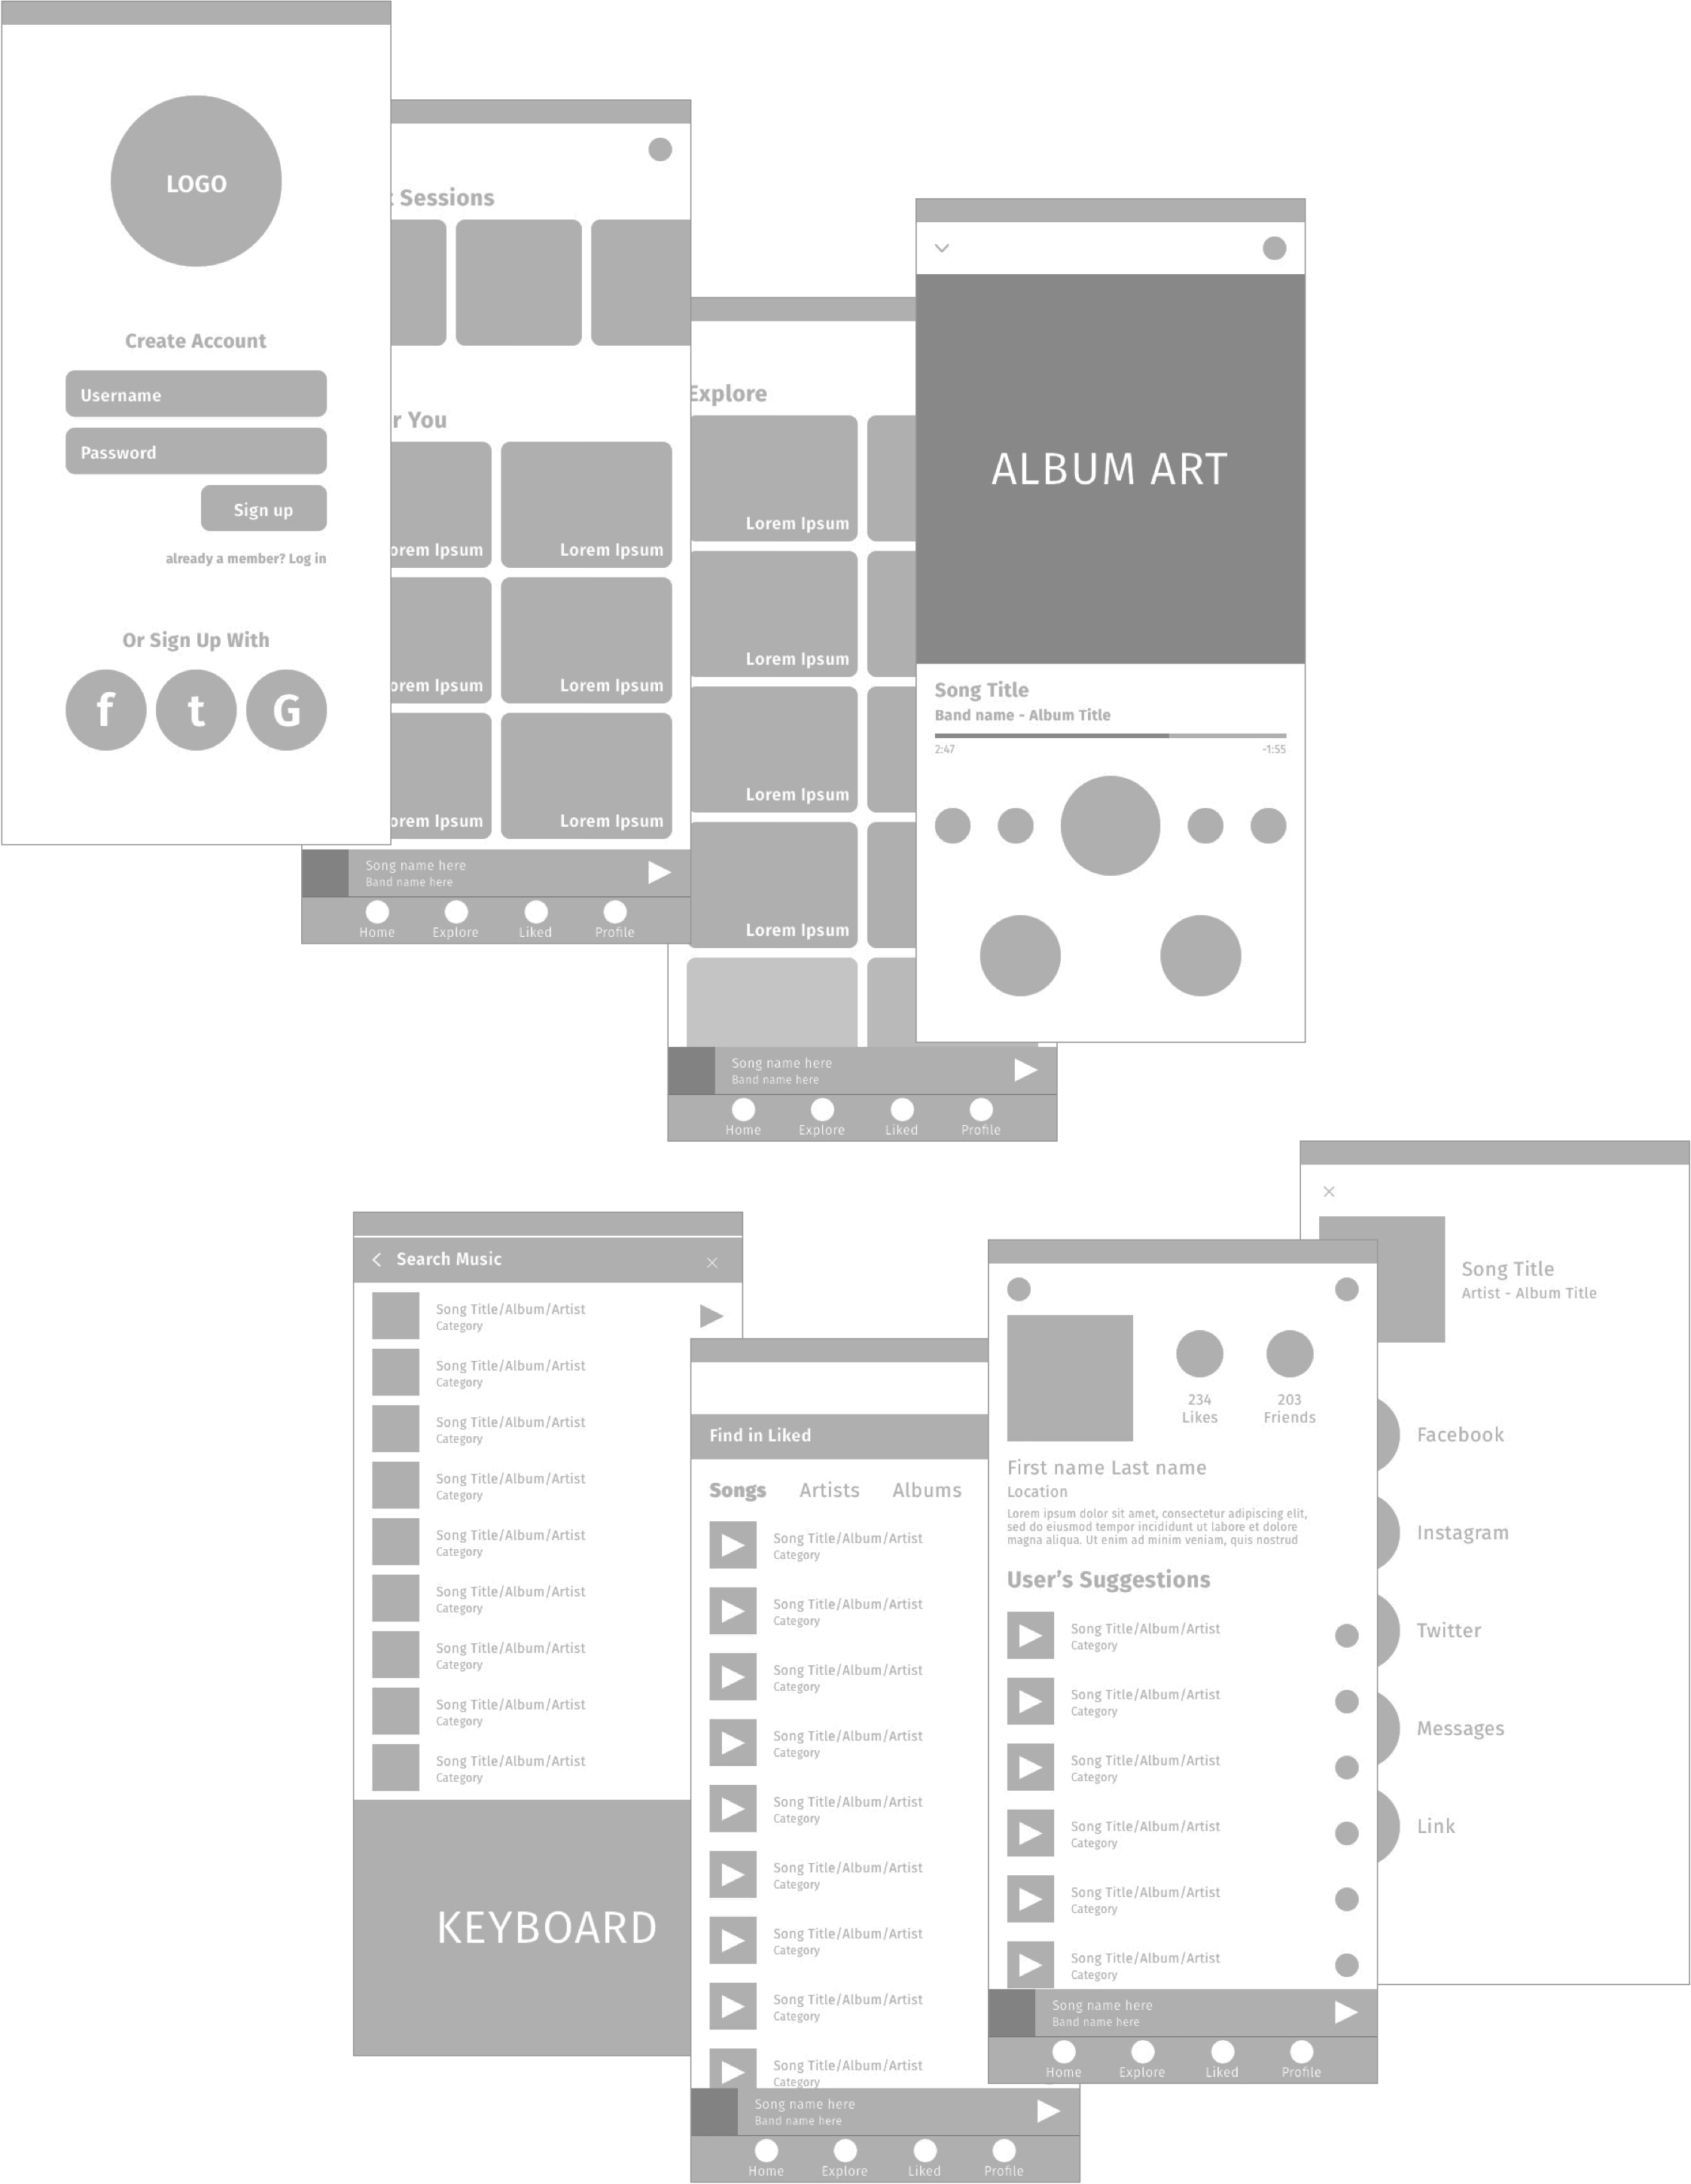 LOGO
Create Account
Username
Password
Sign up
already a member? Log in
Or Sign Up With
f t G
Sessions
r You
orem Ipsum Lorem Ipsum
orem Ipsum Lorem Ipsum
orem Ipsum Lorem Ipsum
Song name here
Band name here
Home Explore Liked Profile
Explore
Lorem Ipsum
Lorem Ipsum
Lorem Ipsum
Lorem Ipsum
Song name here
Band name here
Home Explore Liked Profile
ALBUM ART
Song Title
Band name - Album Title
2:47 -1:55
Search Music
Song Title/Album/Artist
Category
Song Title/Album/Artist
Category
Song Title/Album/Artist
Category
Song Title/Album/Artist
Category
Song Title/Album/Artist
Category
Song Title/Album/Artist
Category
Song Title/Album/Artist
Category
Song Title/Album/Artist
Category
Song Title/Album/Artist
Category
KEYBOARD
Find in Liked
Songs Artists Albums
Song Title/Album/Artist
Category
Song Title/Album/Artist
Category
Song Title/Album/Artist
Category
Song Title/Album/Artist
Category
Song Title/Album/Artist
Category
Song Title/Album/Artist
Category
Song Title/Album/Artist
Category
Song Title/Album/Artist
Category
Song Title/Album/Artist
Category
Song name here
Band name here
Home Explore Liked Profile
234 203
Likes Friends
First name Last name
Location
Lorem ipsum dolor sit amet, consectetur adipiscing elit,
sed do eiusmod tempor incididunt ut labore et dolore
magna aliqua. Ut enim ad minim veniam, quis nostrud
User’s Suggestions
Song Title/Album/Artist
Category
Song Title/Album/Artist
Category
Song Title/Album/Artist
Category
Song Title/Album/Artist
Category
Song Title/Album/Artist
Category
Song Title/Album/Artist
Category
Song name here
Band name here
Home Explore Liked Profile
Song Title
Artist - Album Title
Facebook
Instagram
Twitter
Messages
Link